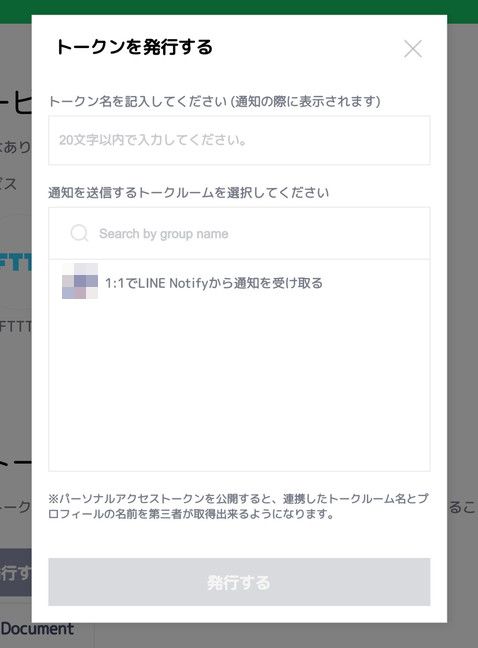 トークンを発行する
トークン名を記入してください (通知の際に表示されます)
20文字以内で入力してください。
通知を送信するトークルームを選択してください
Search by group name
1:1でLINE Notifyから通知を受け取る
※パーソナルアクセストークンを公開すると、連携したトークルーム名とプ
ロフィールの名前を第三者が取得出来るようになります。
発行する
ービ
はあり
ビス
FTT
FTTT
トー
ークン
るこ
発行す
Document